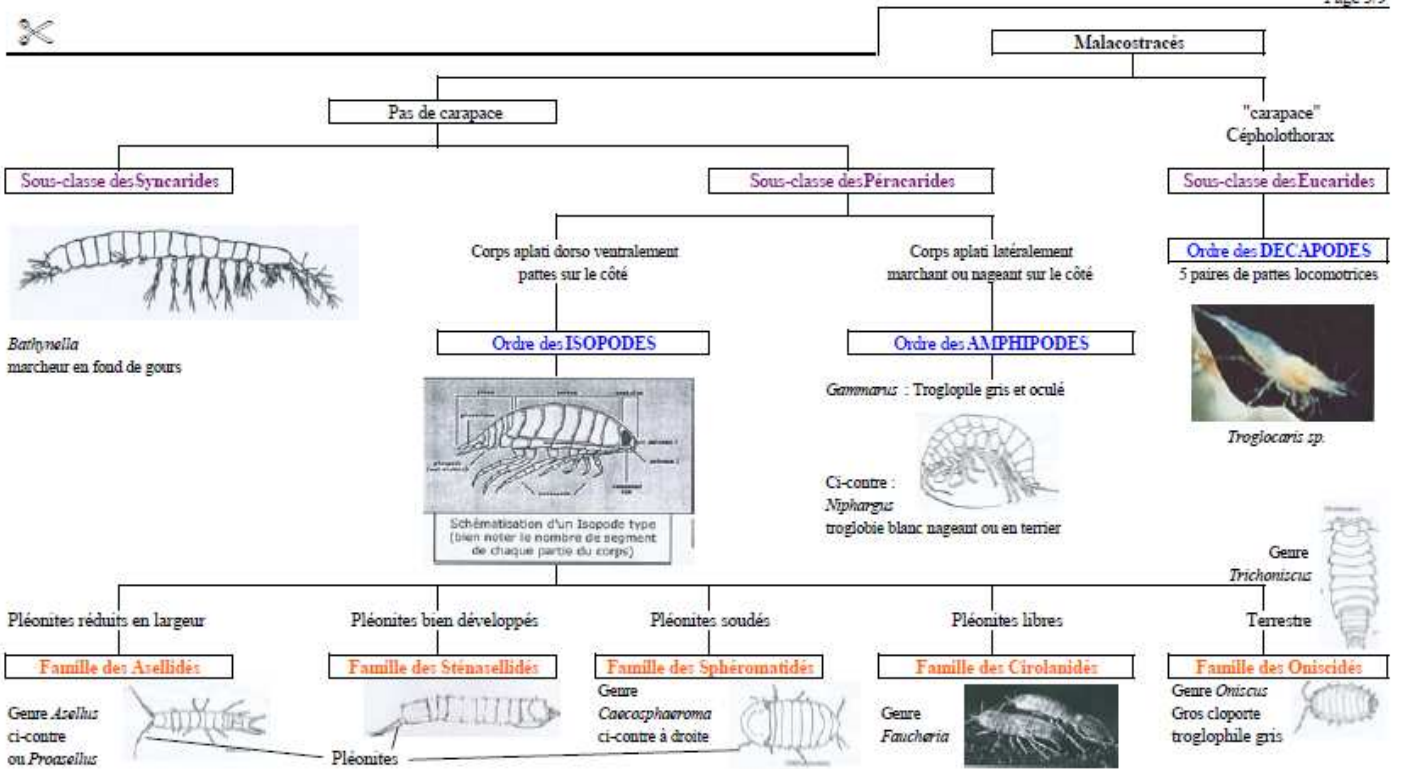 Malacostracés
Pas de carapace
"carapace"
Cépholothorax
Sous-classe des Syncarides
Sous-classe des Péracarides
Sous-classe des Eucarides
Corps aplati dorso ventralement
pattes sur le côté
Corps aplati latéralement
marchant ou nageant sur le côté
Ordre des DECAPODES
5 paires de pattes locomotrices
Bathynella
marcheur en fond de gours
Ordre des ISOPODES
Ordre des AMPHIPODES
Gammarus : Troglopile gris et oculé
Troglocaris sp.
Ci-contre :
Niphargus
troglobie blanc nageant ou en terrier
Schématisation d'un Isopode type
(bien noter le nombre de segment
de chaque partie du corps)
Genre
Trichoniscus
Pléonites réduits en largeur
Pléonites bien développés
Pléonites soudés
Pléonites libres
Terrestre
Famille des Asellidés
Famille des Sténasellidés
Famille des Sphéromatidés
Famille des Cirolanidés
Famille des Oniscidés
Genre Asellus
ci-contre
ou Proasellus
Pléonites
Genre
Caecosphaeroma
ci-contre à droite
Genre
Faucheria
Genre Oniscus
Gros cloporte
troglophile gris